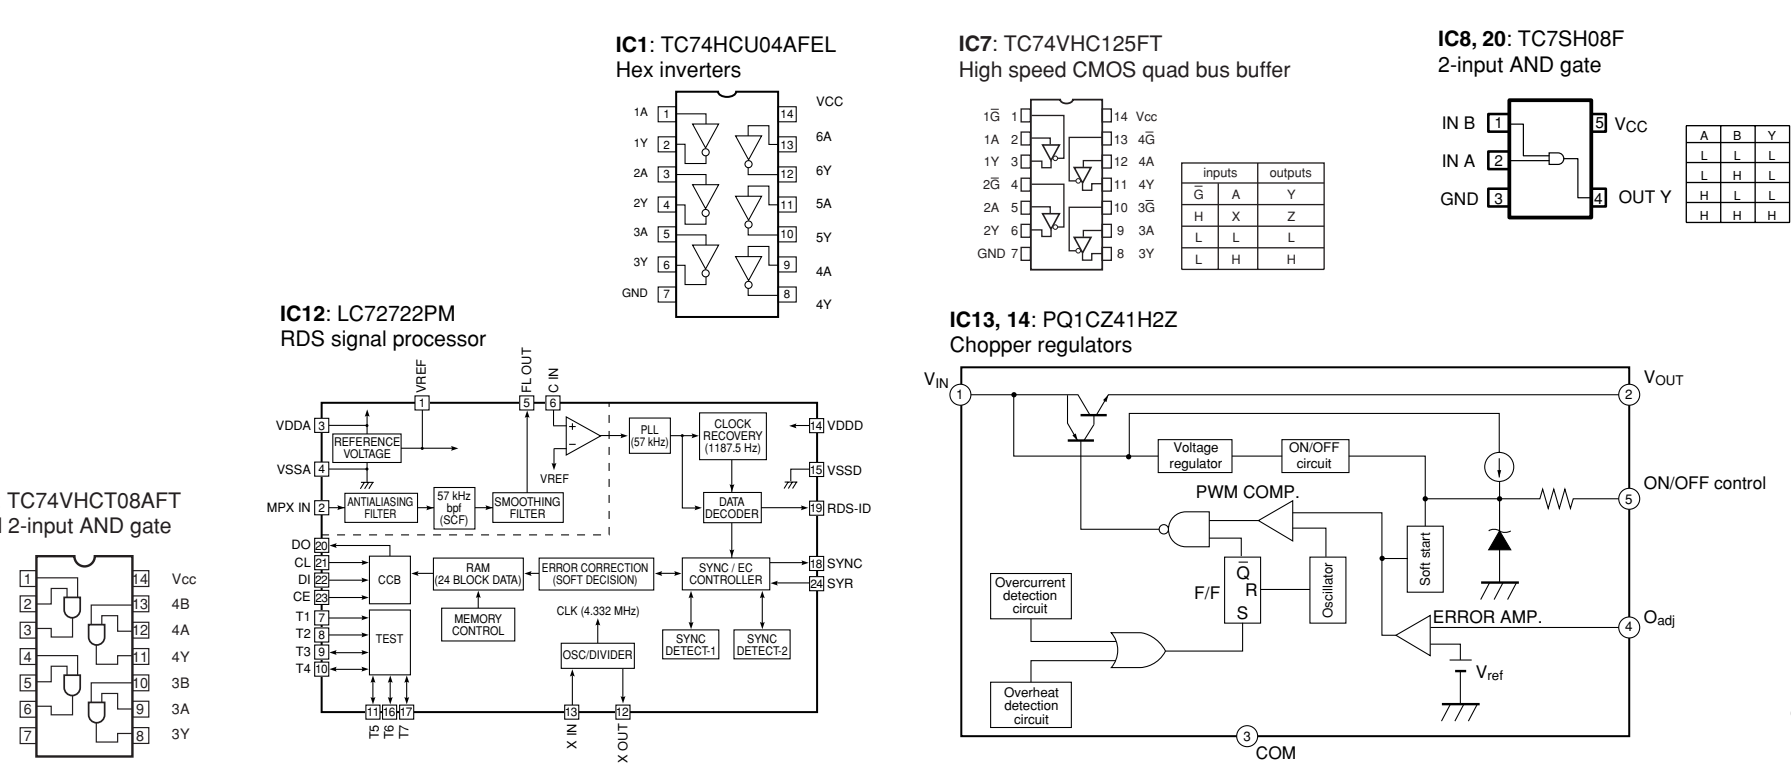 IC1: TC74HCU04AFEL
Hex inverters
1A 1
1Y 2
2A 3
2Y 4
3A 5
3Y 6
GND 7
14 VCC
13 6A
12 6Y
11 5A
10 5Y
9 4A
8 4Y
IC7: TC74VHC125FT
High speed CMOS quad bus buffer
1G̅ 1
1A 2
1Y 3
2G̅ 4
2A 5
2Y 6
GND 7
14 Vcc
13 4G̅
12 4A
11 4Y
10 3G̅
9 3A
8 3Y
inputs outputs
G̅ A Y
H X Z
L L L
L H H
IC8, 20: TC7SH08F
2-input AND gate
IN B 1
IN A 2
GND 3
5 VCC
4 OUT Y
A B Y
L L L
L H L
H L L
H H H
TC74VHCT08AFT
2-input AND gate
1
2
3
4
5
6
7
14 Vcc
13 4B
12 4A
11 4Y
10 3B
9 3A
8 3Y
IC12: LC72722PM
RDS signal processor
VREF
1
FL OUT
5
C IN
6
VDDA 3
VSSA 4
MPX IN 2
REFERENCE
VOLTAGE
ANTIALIASING
FILTER
57 kHz
bpf
(SCF)
SMOOTHING
FILTER
+
−
VREF
PLL
(57 kHz)
CLOCK
RECOVERY
(1187.5 Hz)
DATA
DECODER
14 VDDD
15 VSSD
19 RDS-ID
DO 20
CL 21
DI 22
CE 23
CCB
RAM
(24 BLOCK DATA)
ERROR CORRECTION
(SOFT DECISION)
SYNC / EC
CONTROLLER
18 SYNC
24 SYR
T1 7
T2 8
T3 9
T4 10
TEST
MEMORY
CONTROL
CLK (4.332 MHz)
OSC/DIVIDER
SYNC
DETECT-1
SYNC
DETECT-2
11 16 17
T5 T6 T7
13
X IN
12
X OUT
IC13, 14: PQ1CZ41H2Z
Chopper regulators
VIN
1
VOUT
2
Voltage
regulator
ON/OFF
circuit
PWM COMP.
ON/OFF control
5
Soft start
Oscillator
F/F
Q̅
R
S
Overcurrent
detection
circuit
Overheat
detection
circuit
ERROR AMP.
4
Oadj
Vref
3
COM